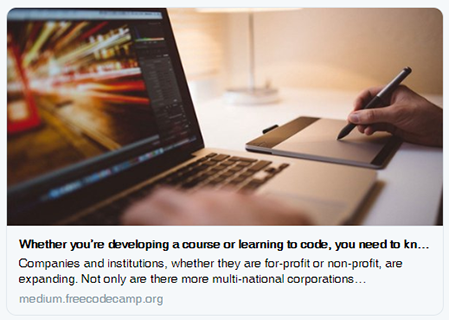 Whether you're developing a course or learning to code, you need to kn...
Companies and institutions, whether they are for-profit or non-profit, are
expanding. Not only are there more multi-national corporations...
medium.freecodecamp.org